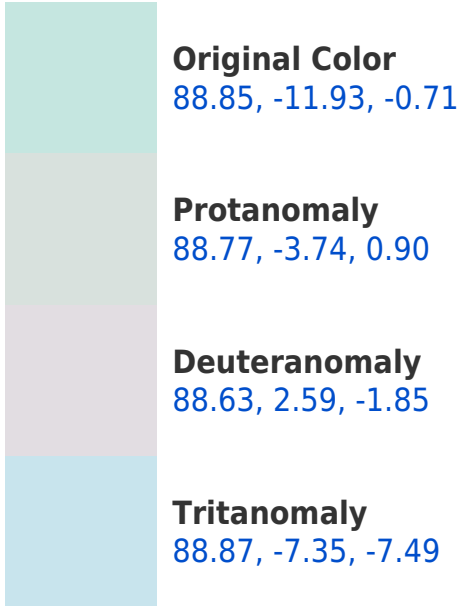 Original Color
88.85, -11.93, -0.71
Protanomaly
88.77, -3.74, 0.90
Deuteranomaly
88.63, 2.59, -1.85
Tritanomaly
88.87, -7.35, -7.49